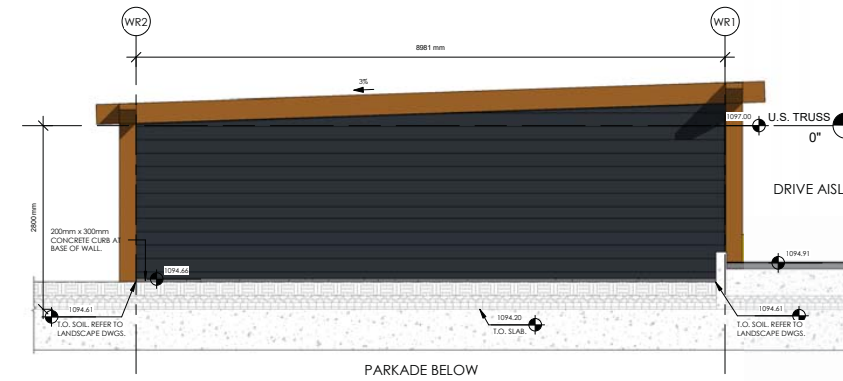 WR2
WR1
8981 mm
3%
1097.00
U.S. TRUSS
0"
DRIVE AISL
2800mm
200mm x 300mm
CONCRETE CURB AT
BASE OF WALL.
1094.66
1094.91
1094.61
T.O. SOIL. REFER TO
LANDSCAPE DWGS.
1094.20
T.O. SLAB.
1094.61
T.O. SOIL. REFER TO
LANDSCAPE DWGS.
PARKADE BELOW